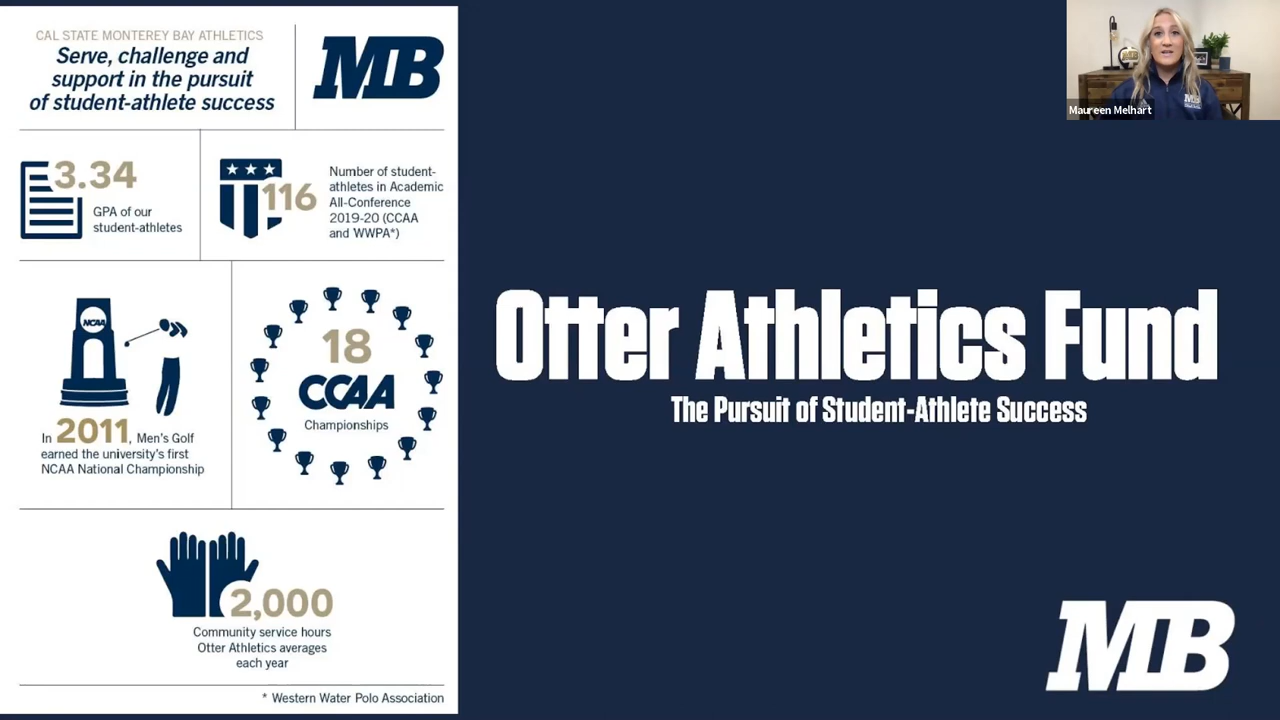 CAL STATE MONTEREY BAY ATHLETICS
Serve, challenge and
support in the pursuit
of student-athlete success
MB
3.34
GPA of our
student-athletes
116
Number of student-
athletes in Academic
All-Conference
2019-20 (CCAA
and WWPA*)
NCAA
In 2011, Men's Golf
earned the university's first
NCAA National Championship
18
CCAA
Championships
2,000
Community service hours
Otter Athletics averages
each year
* Western Water Polo Association
Otter Athletics Fund
The Pursuit of Student-Athlete Success
MB
MB
Maureen Melhart